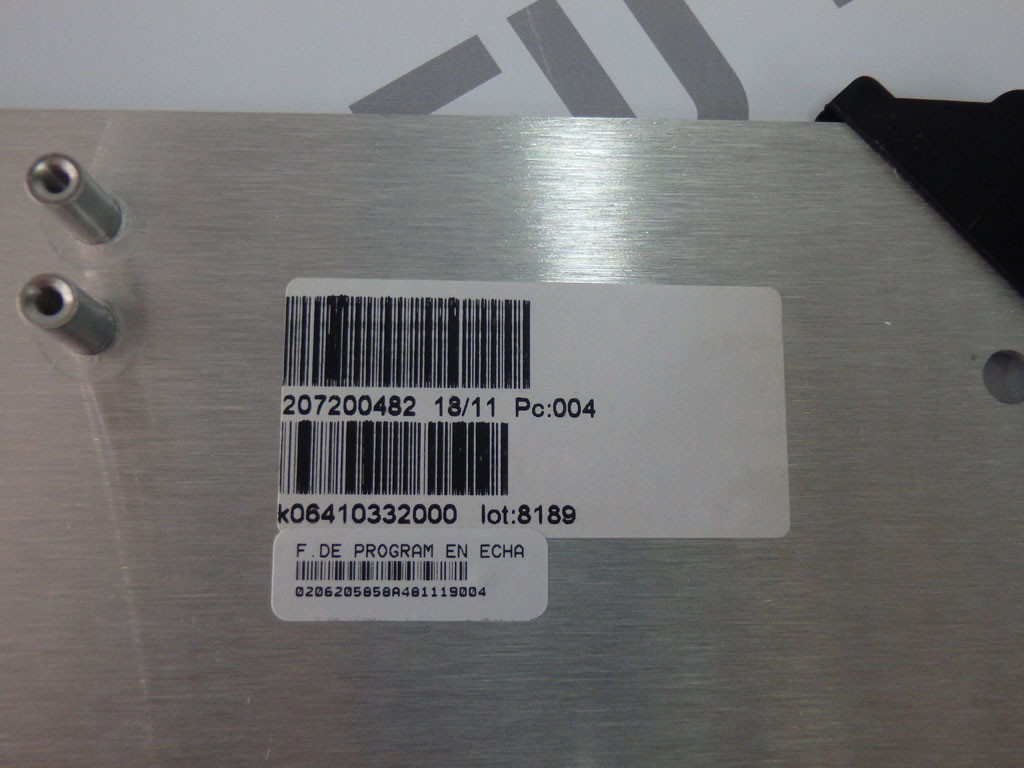 207200482 18/11 Pc:004
k06410332000 lot:8189
F.DE PROGRAM EN ECHA
0206205858A481119004